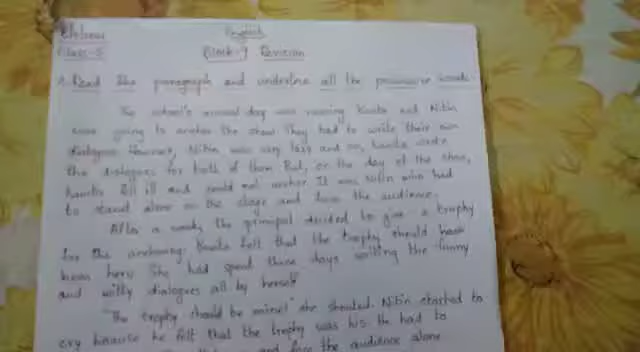 English
Class-5 Block-9 Revision
1. Read the paragraph and underline all the possessive words.
The school's annual day was nearing Kavita and Nitin
were going to anchor the show They had to write their own
dialogues However, Nitin was very lazy and so, Kavita wrote
the dialogues for both of them But, on the day of the show,
Kavita fell ill and could not anchor It was Nitin who had
to stand alone on the stage and face the audience.
After a week, the principal decided to give a trophy
for the anchoring Kavita felt that the trophy should have
been hers She had spent three days writing the funny
and witty dialogues all by herself
"The trophy should be mine!" she shouted. Nitin started to
cry because he felt that the trophy was his. He had to
and face the audience alone